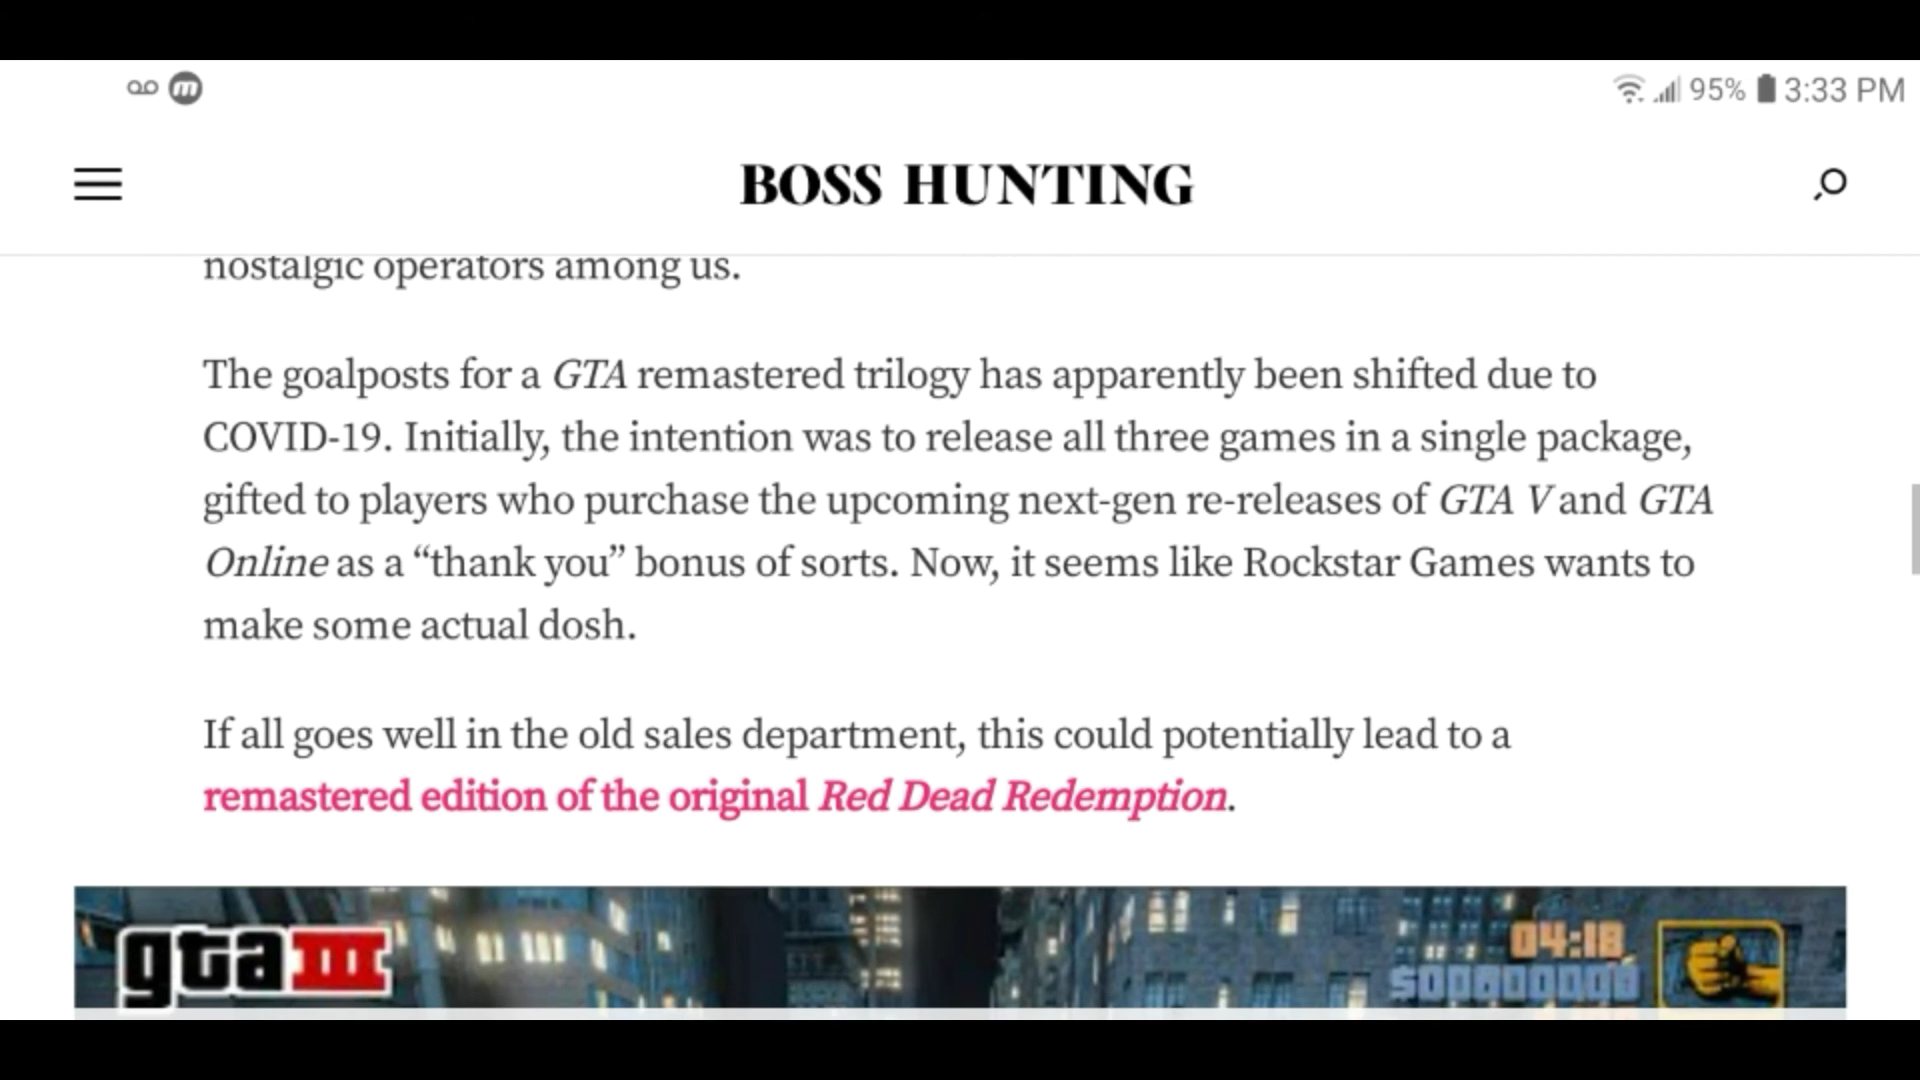 95% 3:33 PM
BOSS HUNTING
nostalgic operators among us.
The goalposts for a GTA remastered trilogy has apparently been shifted due to
COVID-19. Initially, the intention was to release all three games in a single package,
gifted to players who purchase the upcoming next-gen re-releases of GTA V and GTA
Online as a “thank you” bonus of sorts. Now, it seems like Rockstar Games wants to
make some actual dosh.
If all goes well in the old sales department, this could potentially lead to a
remastered edition of the original Red Dead Redemption.
gta III
04:18
$00000000